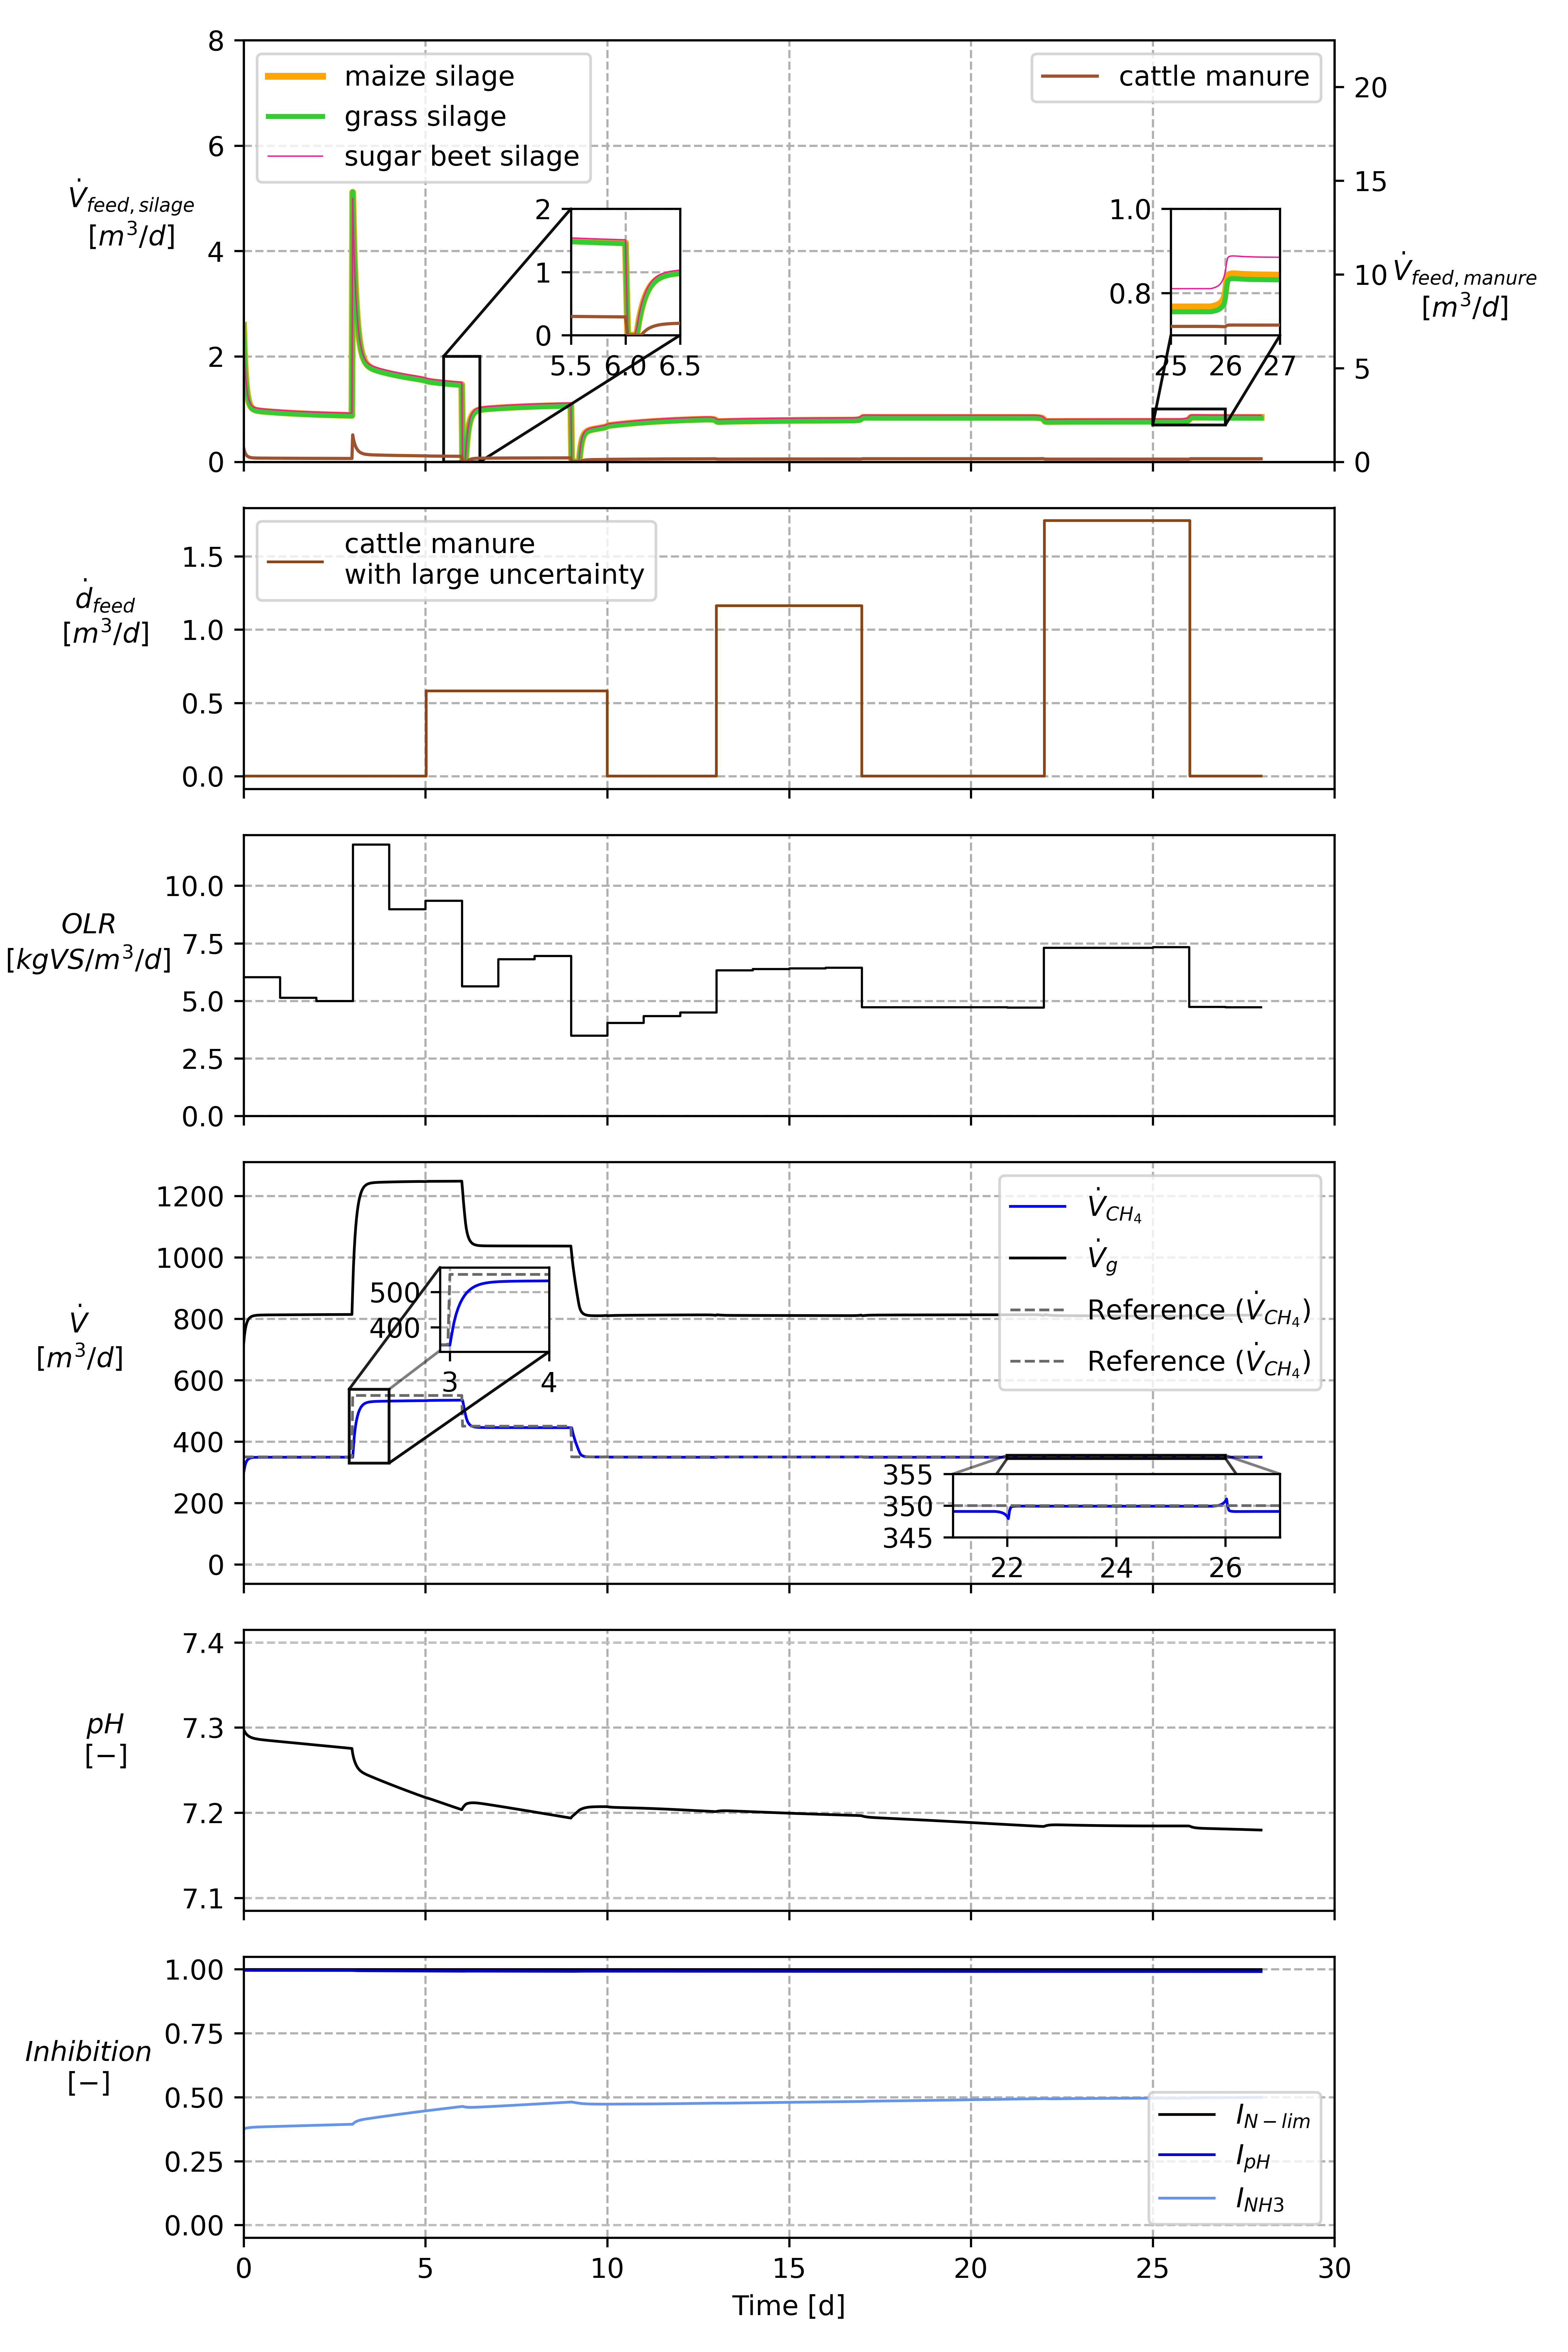 8
6
4
2
0
V̇feed, silage
[m³/d]
maize silage
grass silage
sugar beet silage
cattle manure
20
15
10
5
0
V̇feed, manure
[m³/d]
2
1
0
5.5 6.0 6.5
1.0
0.8
25 26 27
ḋfeed
[m³/d]
1.5
1.0
0.5
0.0
cattle manure
with large uncertainty
OLR
[kgVS/m³/d]
10.0
7.5
5.0
2.5
0.0
V̇
[m³/d]
1200
1000
800
600
400
200
0
V̇CH₄
V̇g
Reference (V̇CH₄)
Reference (V̇CH₄)
500
400
3 4
355
350
345
22 24 26
pH
[−]
7.4
7.3
7.2
7.1
Inhibition
[−]
1.00
0.75
0.50
0.25
0.00
IN − lim
IpH
INH3
0 5 10 15 20 25 30
Time [d]